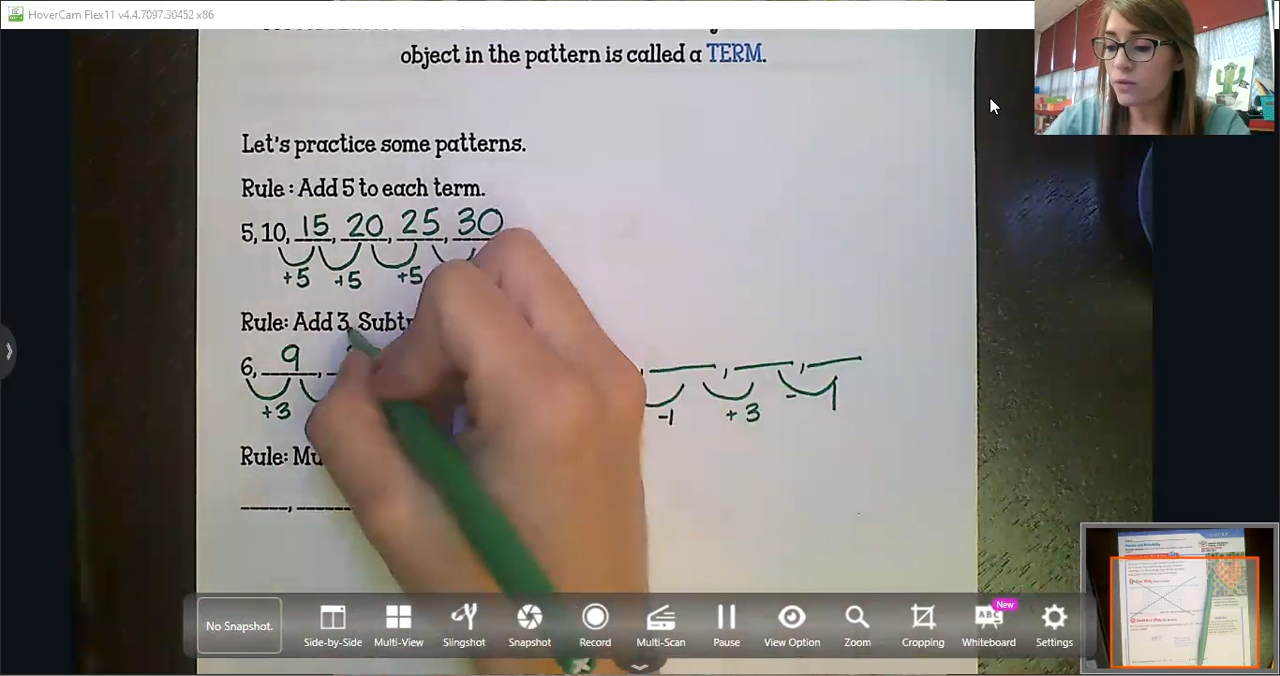 HoverCam Flex11 v4.4.7097.30452 x86
object in the pattern is called a TERM.
Let's practice some patterns.
Rule : Add 5 to each term.
5, 10, 15, 20, 25, 30
+5 +5 +5
Rule: Add 3, Subtr
6, 9,
+3 -1 +3 -1
Rule: Mu
No Snapshot.
Side-by-Side Multi-View Slingshot Snapshot Record Multi-Scan Pause View Option Zoom Cropping New ABC Whiteboard Settings